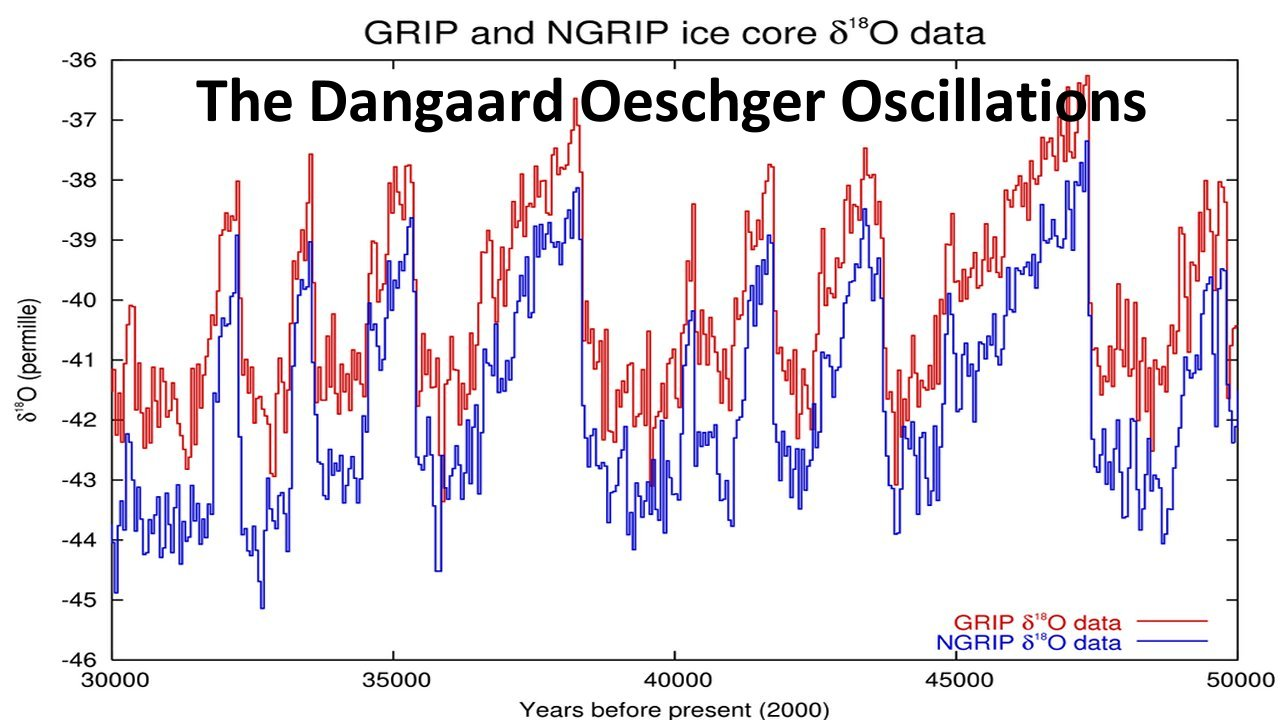 GRIP and NGRIP ice core δ¹⁸O data
The Dangaard Oeschger Oscillations
-36
-37
-38
-39
-40
-41
-42
-43
-44
-45
-46
δ¹⁸O (permille)
GRIP δ¹⁸O data
NGRIP δ¹⁸O data
30000 35000 40000 45000 50000
Years before present (2000)